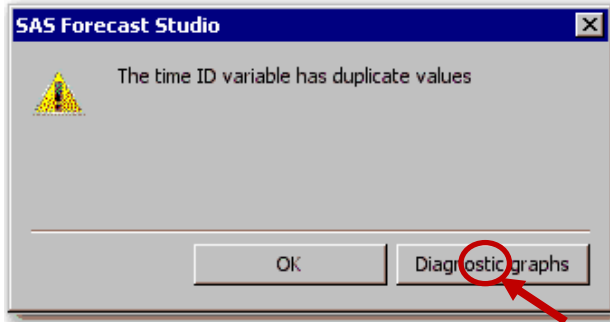 SAS Forecast Studio
The time ID variable has duplicate values
OK
Diagnostic graphs